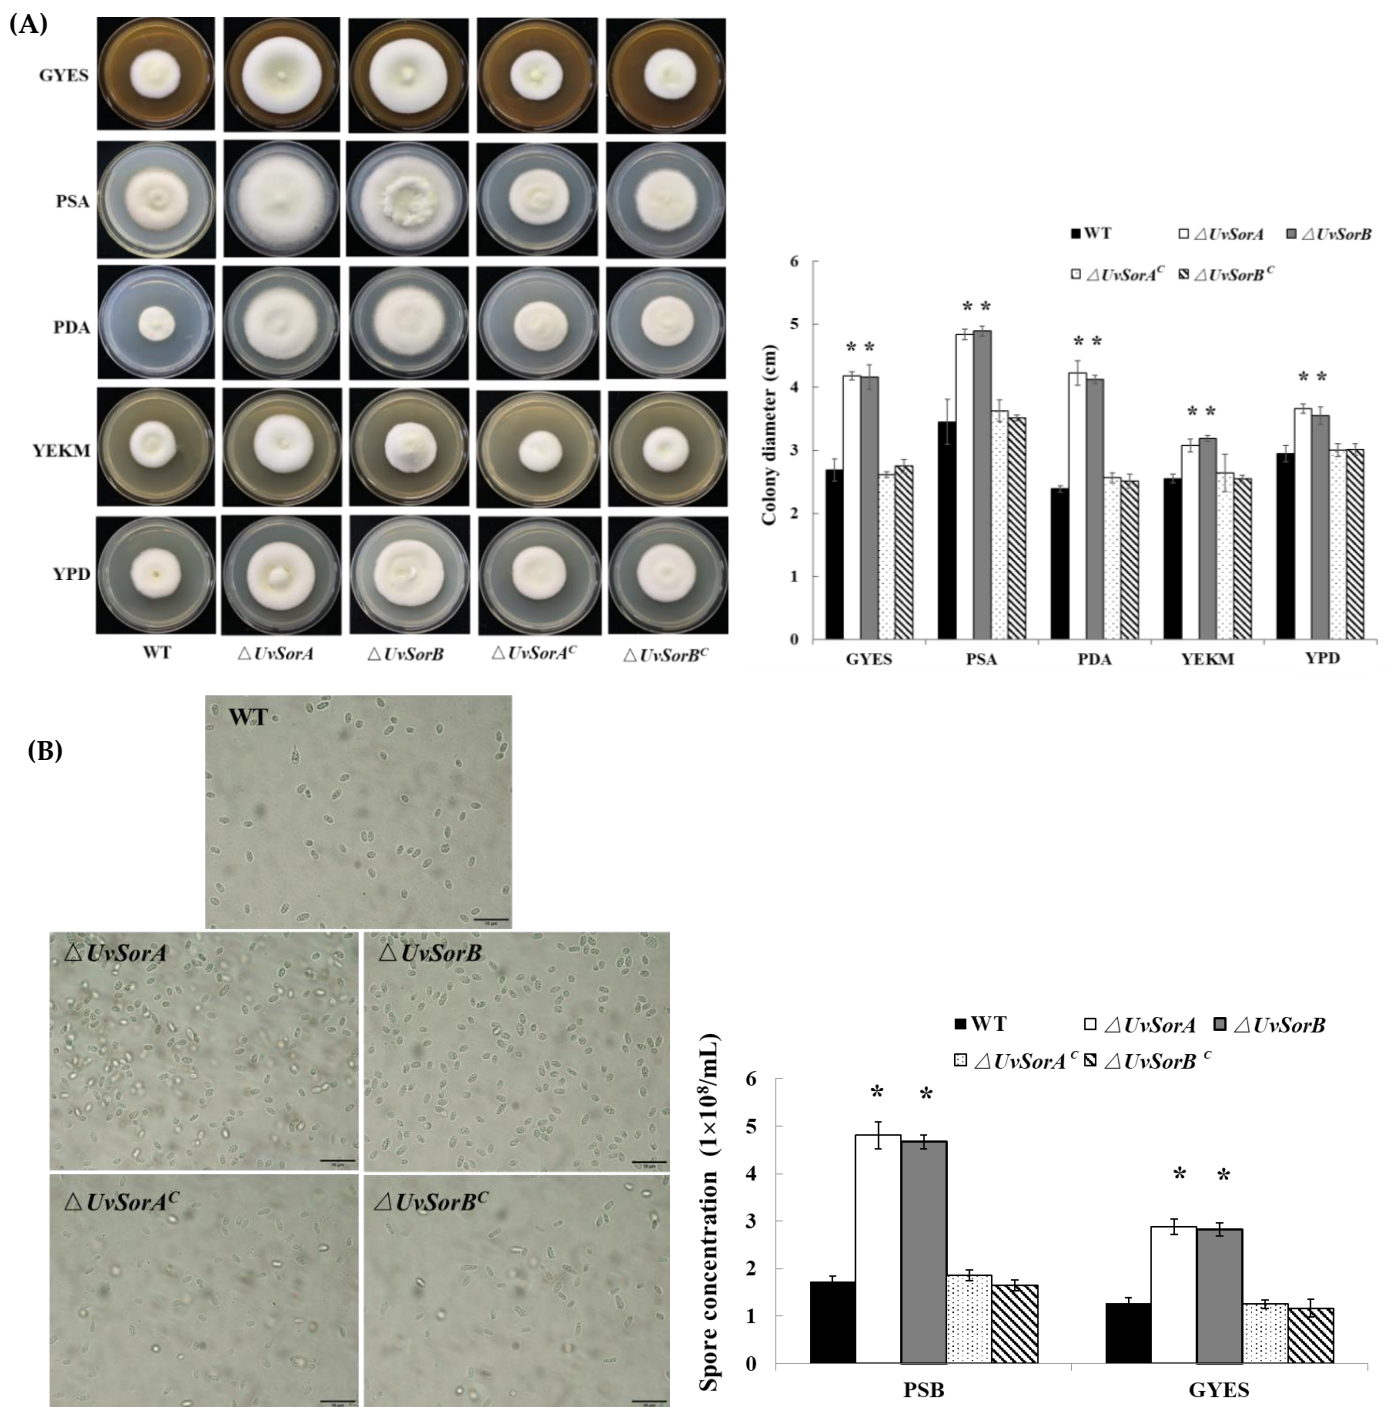 (A)
GYES
PSA
PDA
YEKM
YPD
WT △UvSorA △UvSorB △UvSorA^C △UvSorB^C
WT △UvSorA △UvSorB
△UvSorA^C △UvSorB^C
Colony diameter (cm)
6
5
4
3
2
1
0
* *
* *
* *
* *
* *
GYES PSA PDA YEKM YPD
(B)
WT
△UvSorA
△UvSorB
△UvSorA^C
△UvSorB^C
WT △UvSorA △UvSorB
△UvSorA^C △UvSorB^C
Spore concentration (1×10⁸/mL)
6
5
4
3
2
1
0
* *
* *
PSB GYES